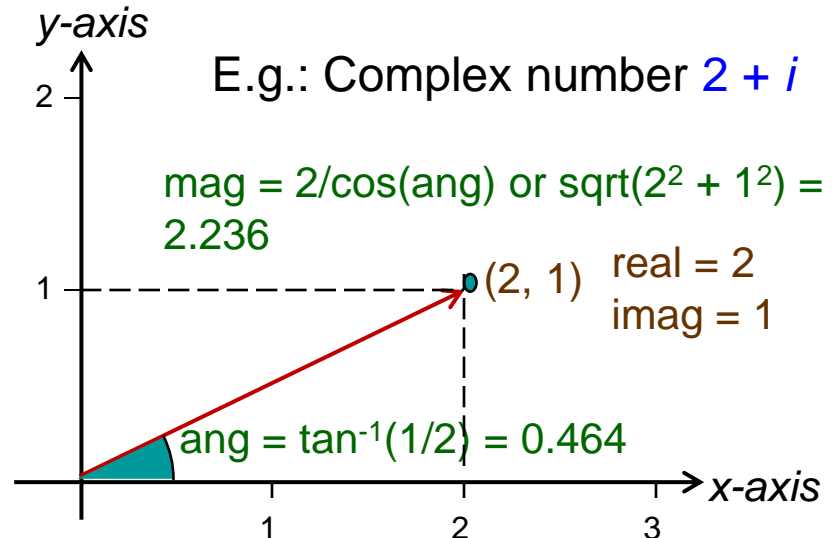 y-axis
E.g.: Complex number 2 + i
2
mag = 2/cos(ang) or sqrt(2² + 1²) =
2.236
1
(2, 1)
real = 2
imag = 1
ang = tan⁻¹(1/2) = 0.464
x-axis
1 2 3